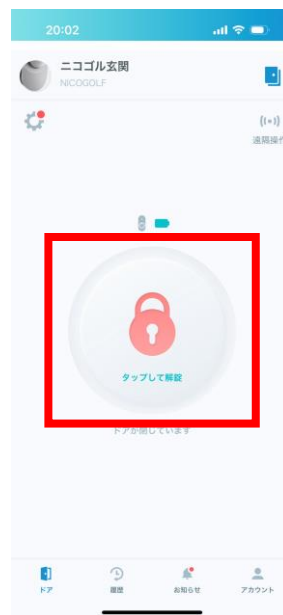 20:02
ニコゴル玄関
NICOGOLF
遠隔操作
タップして解錠
ドアが閉じています
ドア
履歴
お知らせ
アカウント